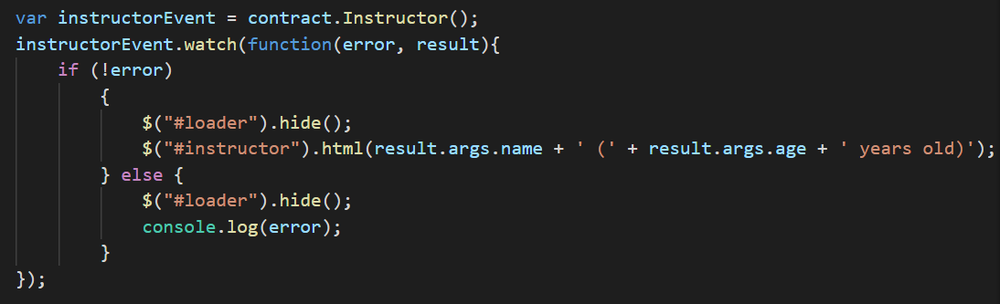 var instructorEvent = contract.Instructor();
instructorEvent.watch(function(error, result){
    if (!error)
        {
            $("#loader").hide();
            $("#instructor").html(result.args.name + ' (' + result.args.age + ' years old)');
        } else {
            $("#loader").hide();
            console.log(error);
        }
});